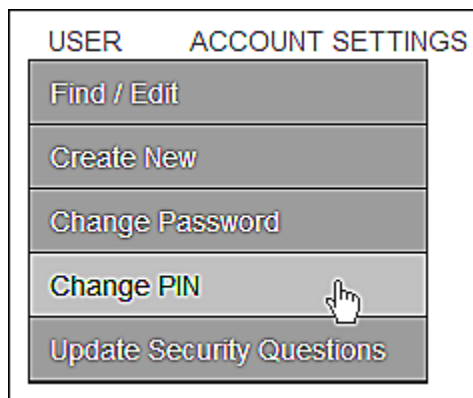 USER ACCOUNT SETTINGS
Find / Edit
Create New
Change Password
Change PIN
Update Security Questions